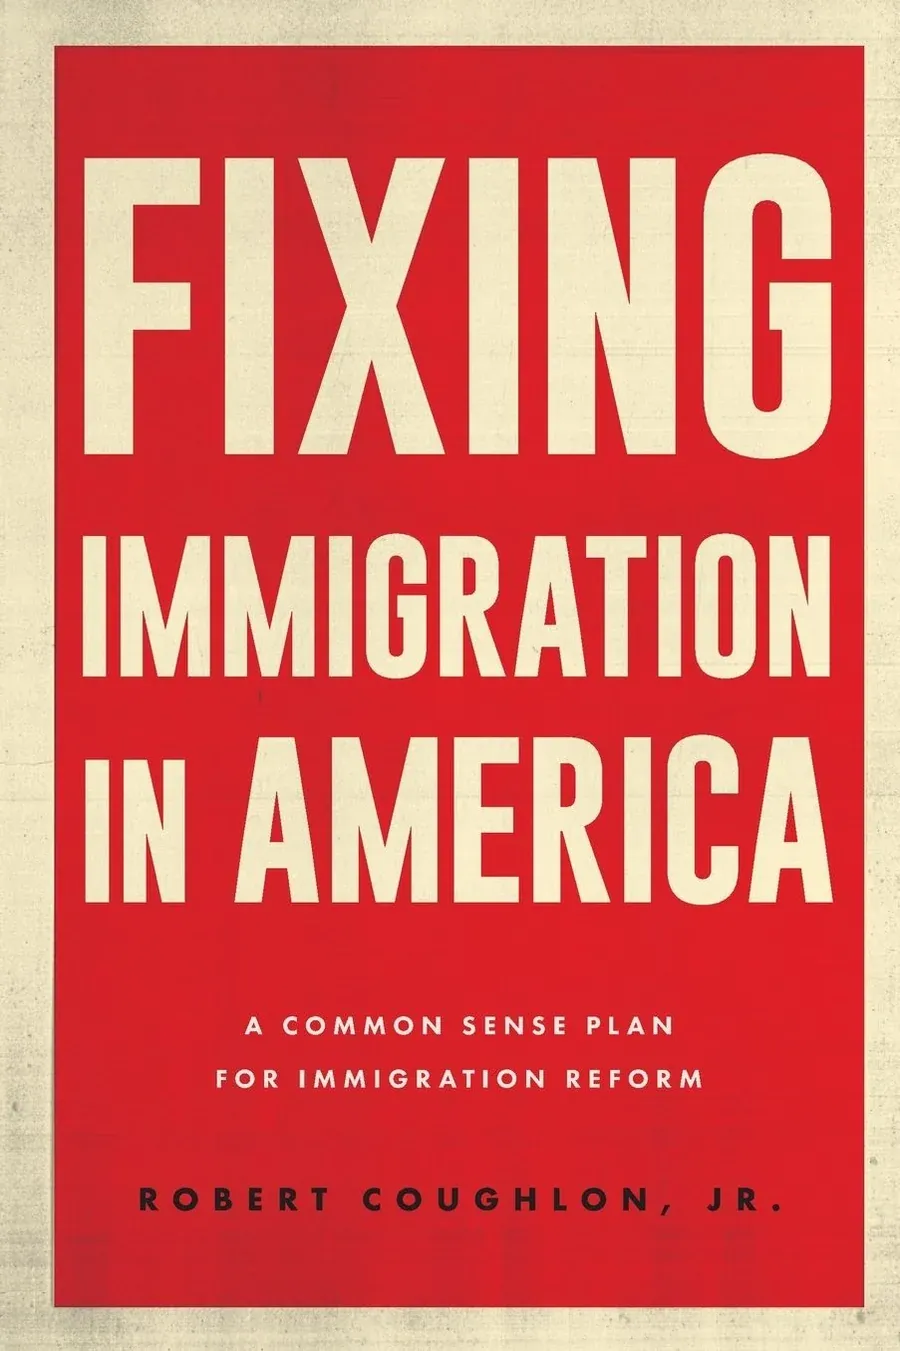 FIXING
IMMIGRATION
IN AMERICA
A COMMON SENSE PLAN
FOR IMMIGRATION REFORM
ROBERT COUGHLON, JR.